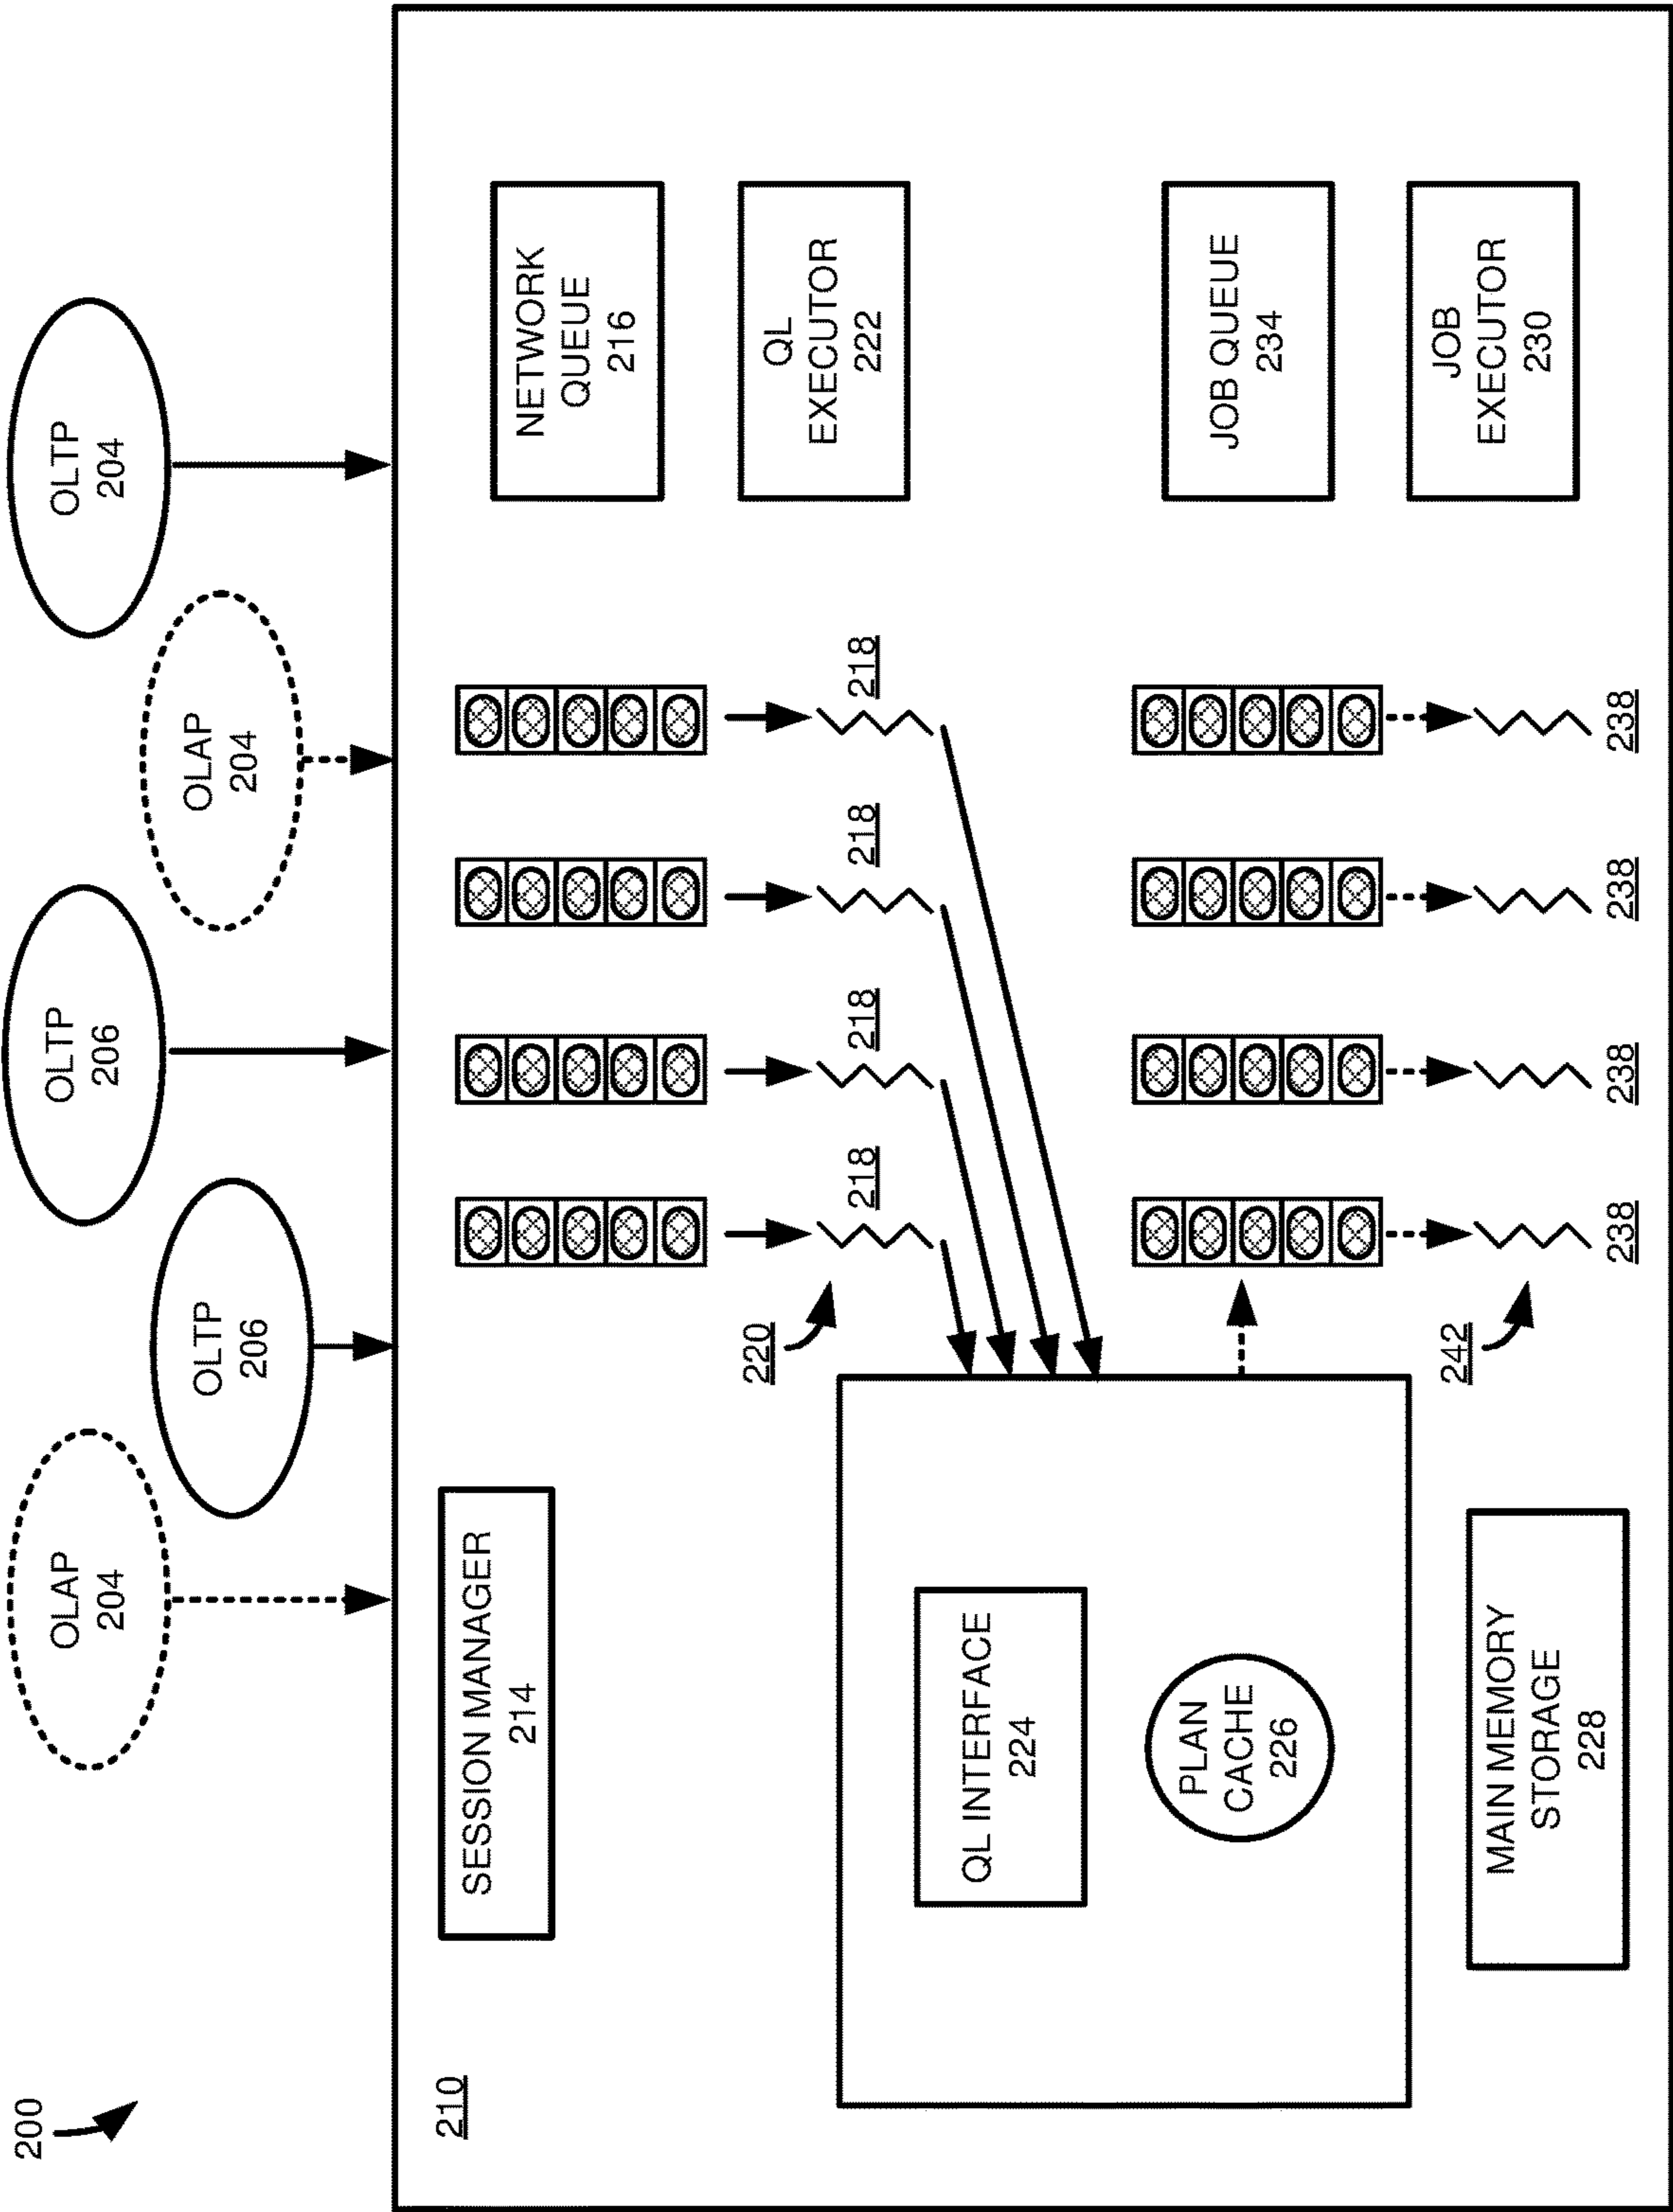 200
OLAP
204
OLTP
206
OLTP
206
OLAP
204
OLTP
204
210
SESSION MANAGER
214
NETWORK
QUEUE
216
220
218
218
218
218
QL
EXECUTOR
222
QL INTERFACE
224
PLAN
CACHE
226
JOB QUEUE
234
242
JOB
EXECUTOR
230
MAIN MEMORY
STORAGE
228
238
238
238
238